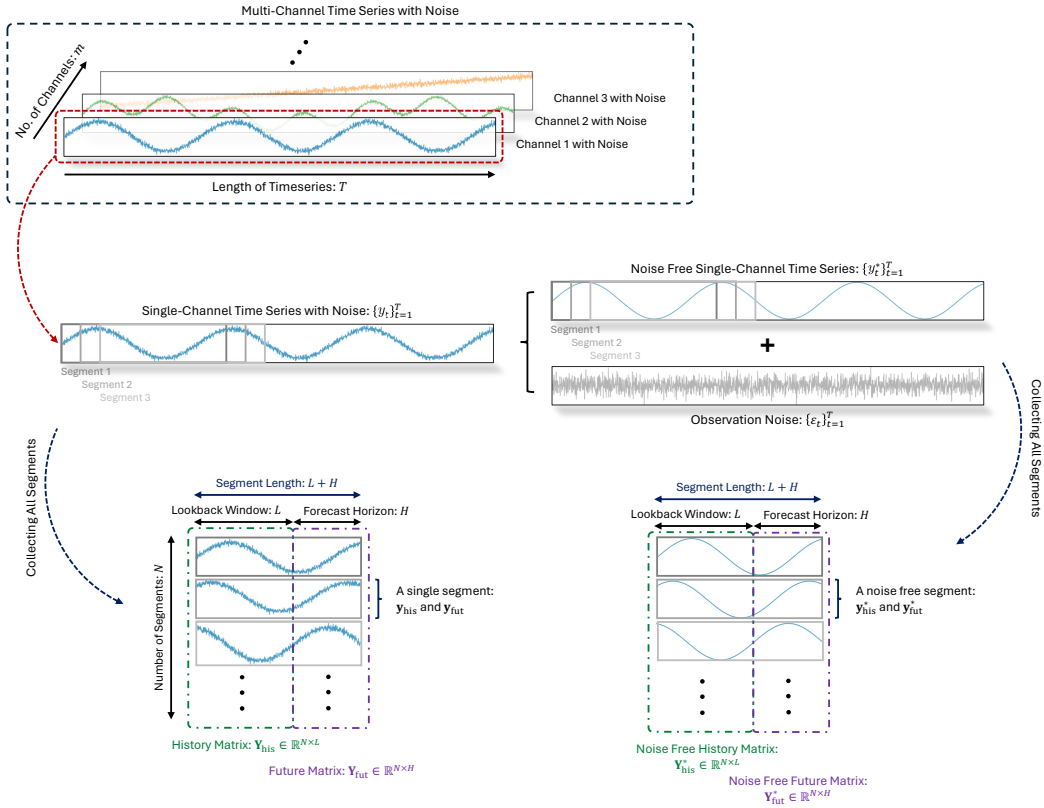 Multi-Channel Time Series with Noise
No. of Channels: m
Channel 3 with Noise
Channel 2 with Noise
Channel 1 with Noise
Length of Timeseries: T
Single-Channel Time Series with Noise: {y_t}_{t=1}^{T}
Segment 1
Segment 2
Segment 3
Noise Free Single-Channel Time Series: {y_t^*}_{t=1}^{T}
Segment 1
Segment 2
Segment 3
+
Observation Noise: {ε_t}_{t=1}^{T}
Collecting All Segments
Collecting All Segments
Segment Length: L + H
Lookback Window: L
Forecast Horizon: H
Number of Segments: N
A single segment:
y_his and y_fut
History Matrix: Y_his ∈ ℝ^{N×L}
Future Matrix: Y_fut ∈ ℝ^{N×H}
Segment Length: L + H
Lookback Window: L
Forecast Horizon: H
A noise free segment:
y_his^* and y_fut^*
Noise Free History Matrix:
Y_his^* ∈ ℝ^{N×L}
Noise Free Future Matrix:
Y_fut^* ∈ ℝ^{N×H}